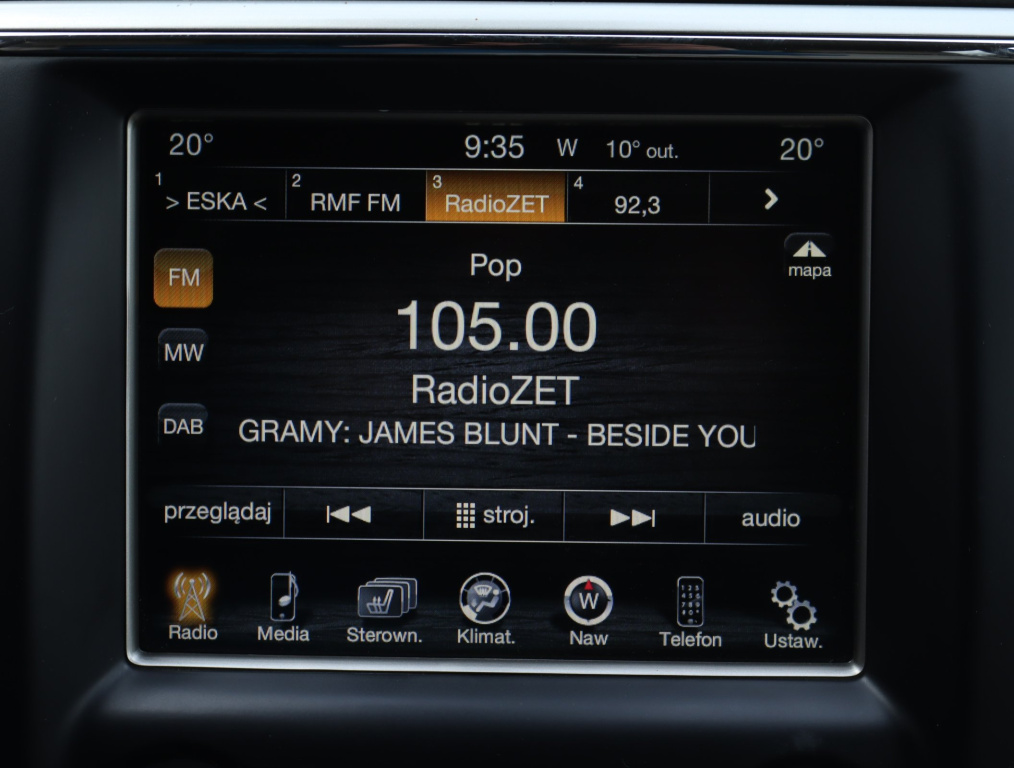 20° 9:35 W 10° out. 20°
1 > ESKA < 2 RMF FM 3 RadioZET 4 92,3 >
FM
Pop
mapa
105.00
MW
RadioZET
DAB
GRAMY: JAMES BLUNT - BESIDE YOU
przeglądaj stroj. audio
W
Radio Media Sterown. Klimat. Naw Telefon Ustaw.